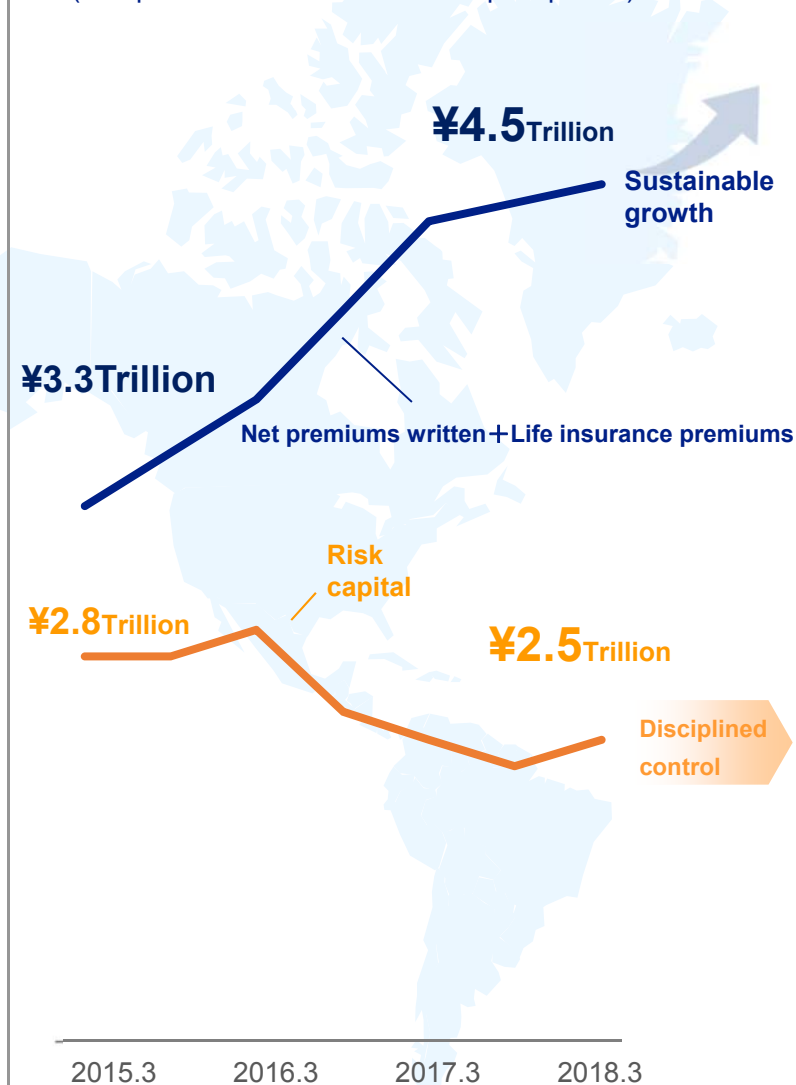 ¥4.5Trillion
Sustainable
growth
¥3.3Trillion
Net premiums written+Life insurance premiums
Risk
capital
¥2.8Trillion
¥2.5Trillion
Disciplined
control
2015.3 2016.3 2017.3 2018.3